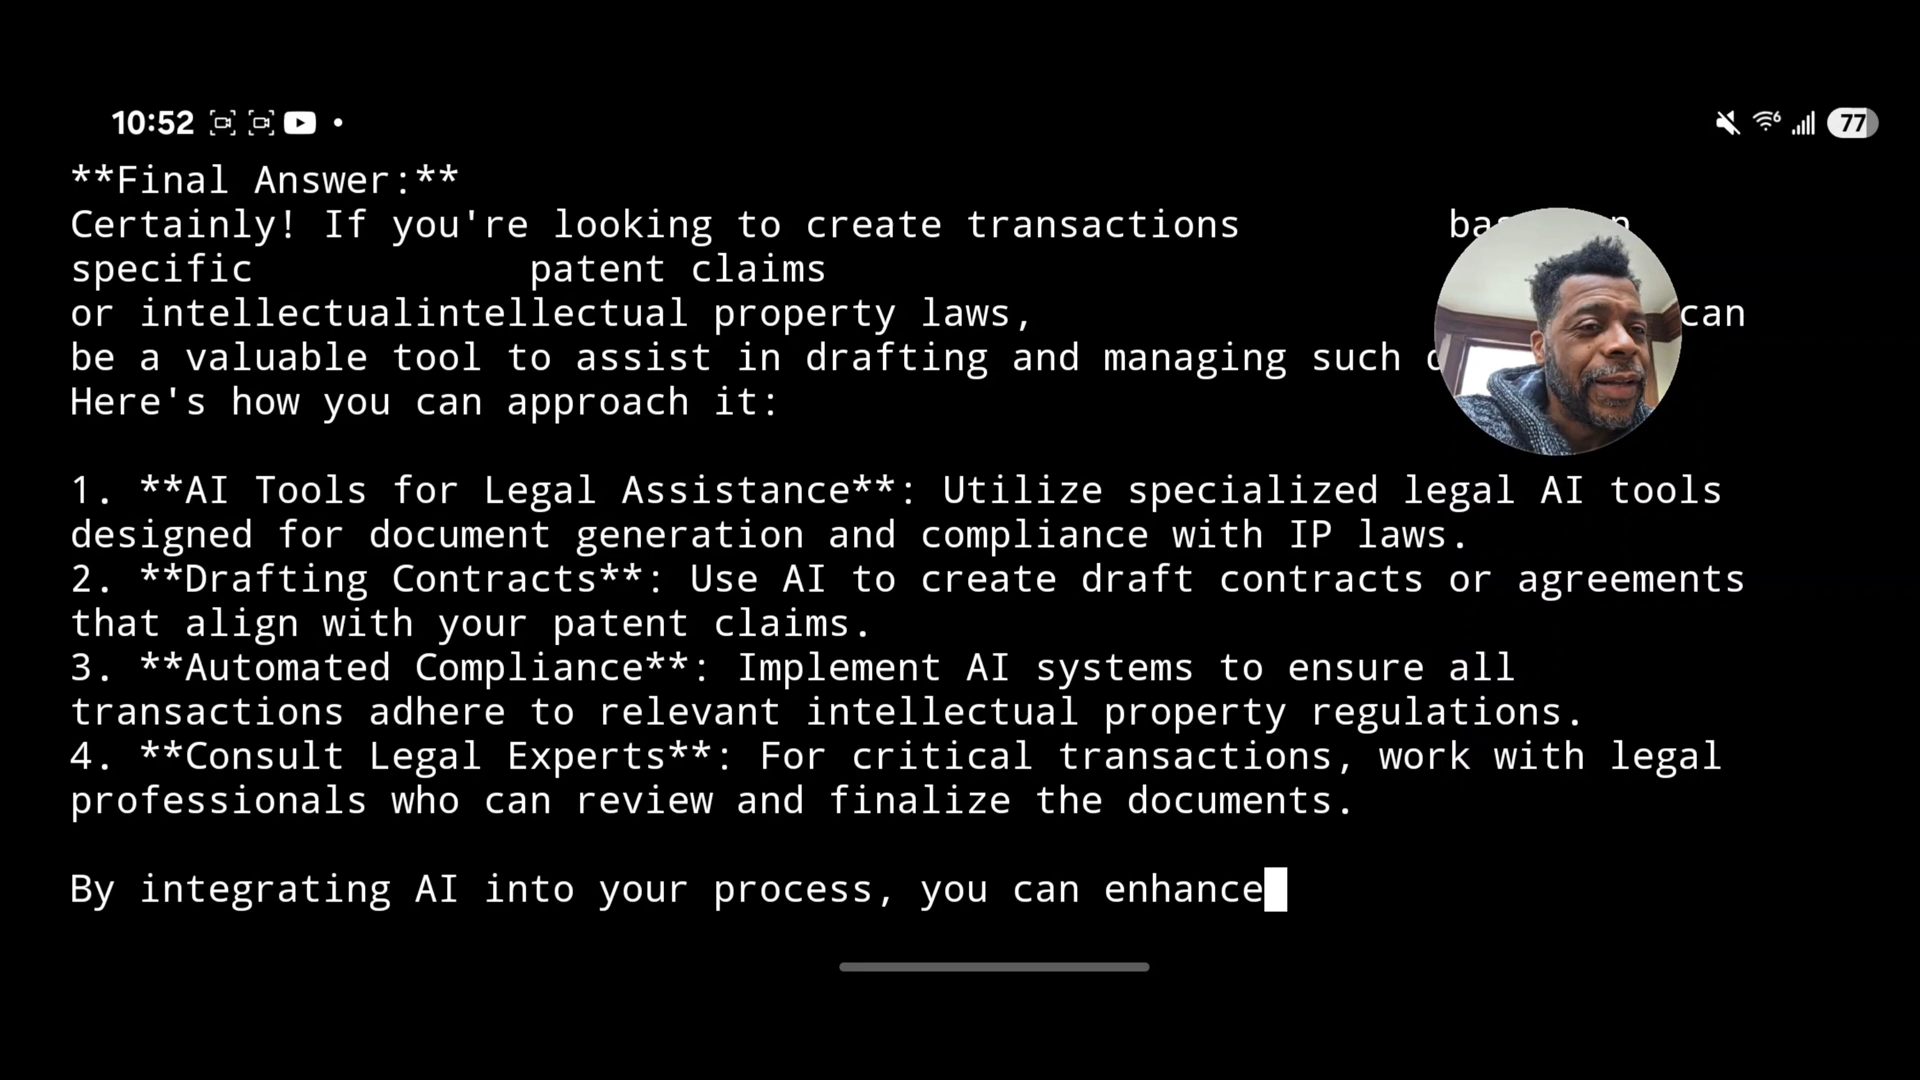 10:52
77
**Final Answer:**
Certainly! If you're looking to create transactions
specific patent claims
or intellectualintellectual property laws, can
be a valuable tool to assist in drafting and managing such
Here's how you can approach it:
1. **AI Tools for Legal Assistance**: Utilize specialized legal AI tools
designed for document generation and compliance with IP laws.
2. **Drafting Contracts**: Use AI to create draft contracts or agreements
that align with your patent claims.
3. **Automated Compliance**: Implement AI systems to ensure all
transactions adhere to relevant intellectual property regulations.
4. **Consult Legal Experts**: For critical transactions, work with legal
professionals who can review and finalize the documents.
By integrating AI into your process, you can enhance